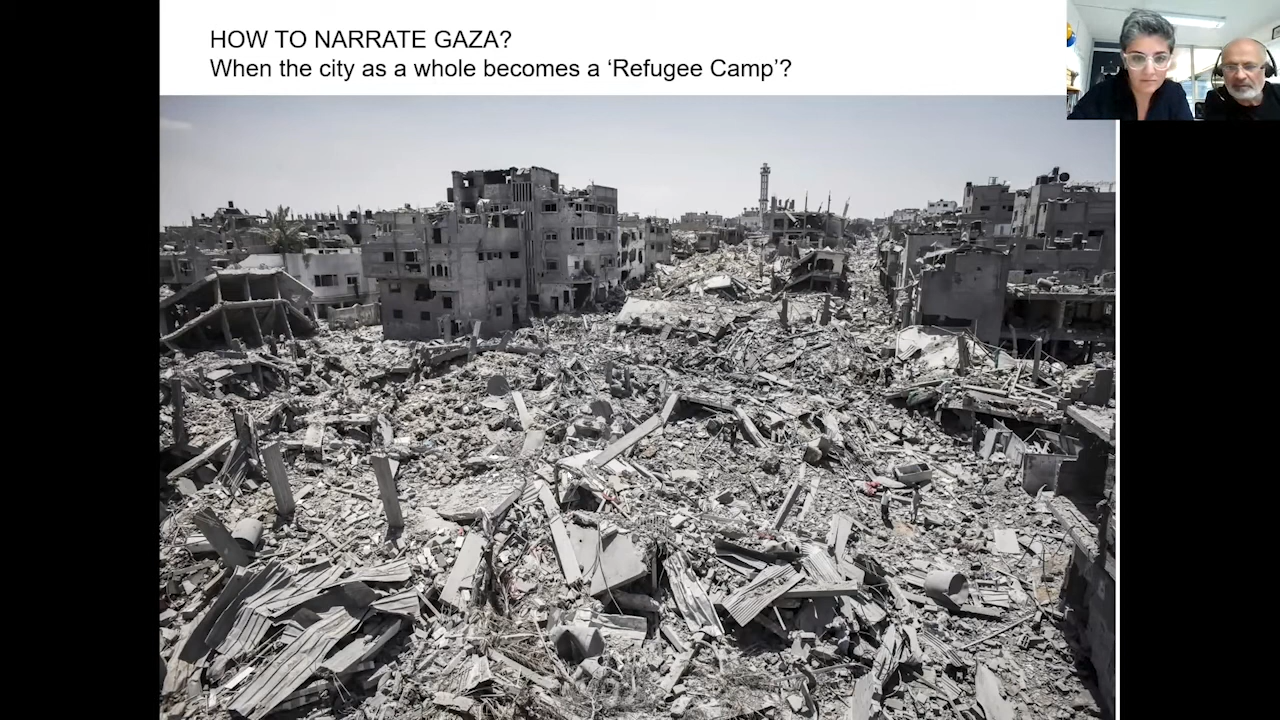 HOW TO NARRATE GAZA?
When the city as a whole becomes a ‘Refugee Camp’?